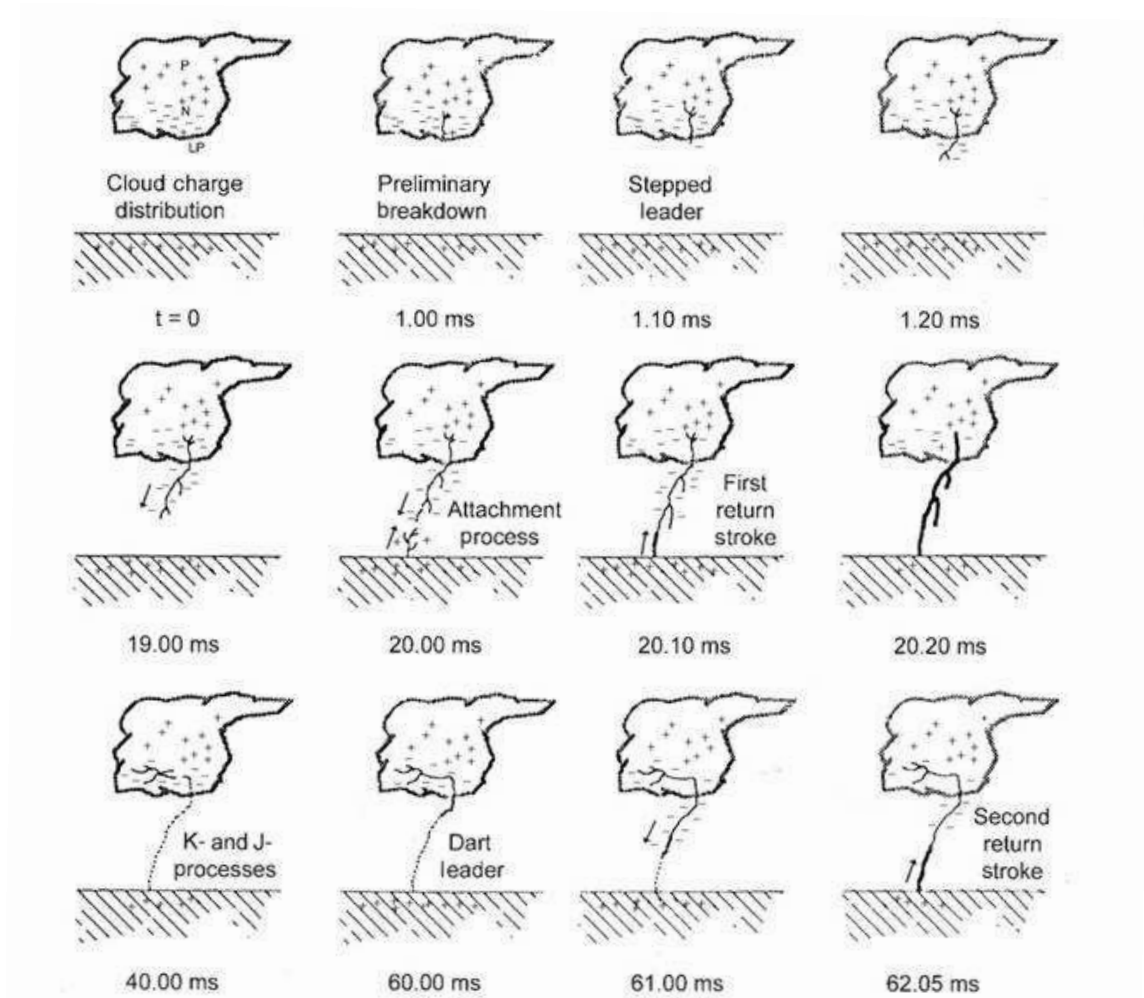 P
N
LP
Cloud charge
distribution
Preliminary
breakdown
Stepped
leader
t = 0
1.00 ms
1.10 ms
1.20 ms
Attachment
process
First
return
stroke
19.00 ms
20.00 ms
20.10 ms
20.20 ms
K- and J-
processes
Dart
leader
Second
return
stroke
40.00 ms
60.00 ms
61.00 ms
62.05 ms